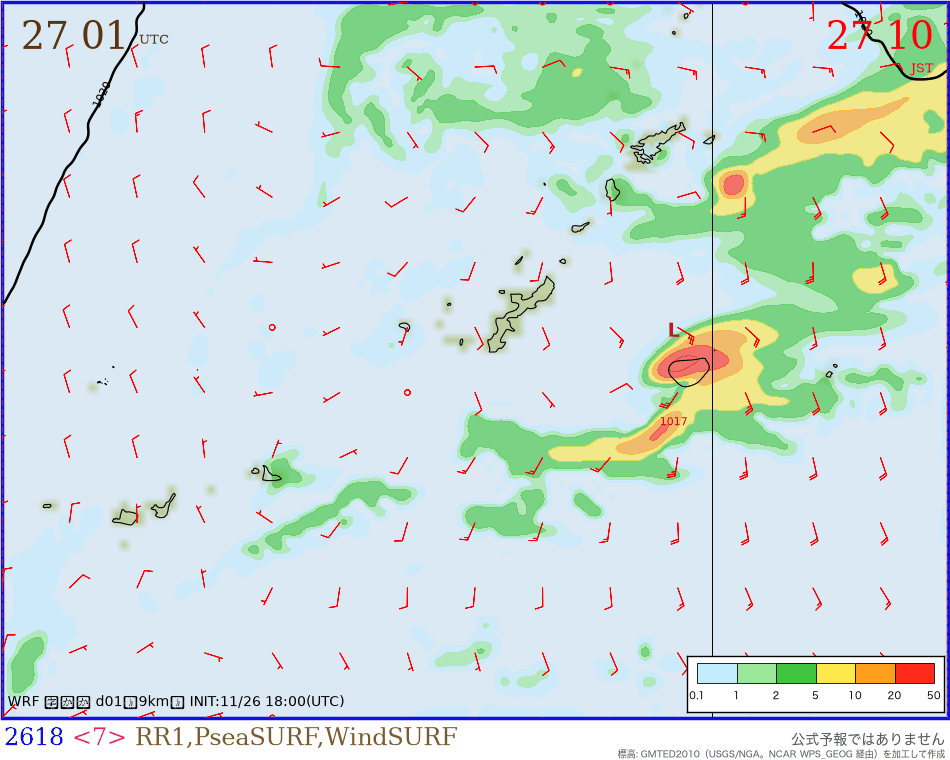 27 01 UTC
27 10
JST
1020
L
1017
0.1 1 2 5 10 20 50
WRF d01 9km INIT:11/26 18:00(UTC)
2618 <7> RR1,PseaSURF,WindSURF
公式予報ではありません
標高: GMTED2010（USGS/NGA。NCAR WPS_GEOG 経由）を加工して作成